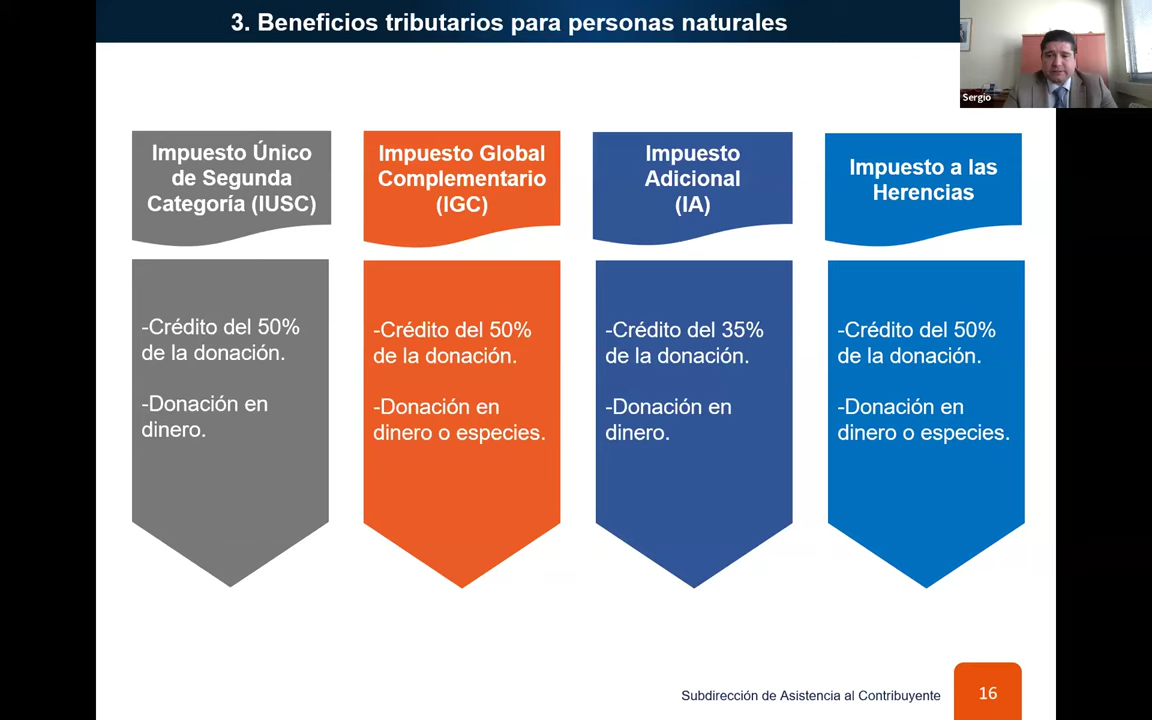 3. Beneficios tributarios para personas naturales
Sergio
Impuesto Único
de Segunda
Categoría (IUSC)
-Crédito del 50%
de la donación.
-Donación en
dinero.
Impuesto Global
Complementario
(IGC)
-Crédito del 50%
de la donación.
-Donación en
dinero o especies.
Impuesto
Adicional
(IA)
-Crédito del 35%
de la donación.
-Donación en
dinero.
Impuesto a las
Herencias
-Crédito del 50%
de la donación.
-Donación en
dinero o especies.
Subdirección de Asistencia al Contribuyente
16